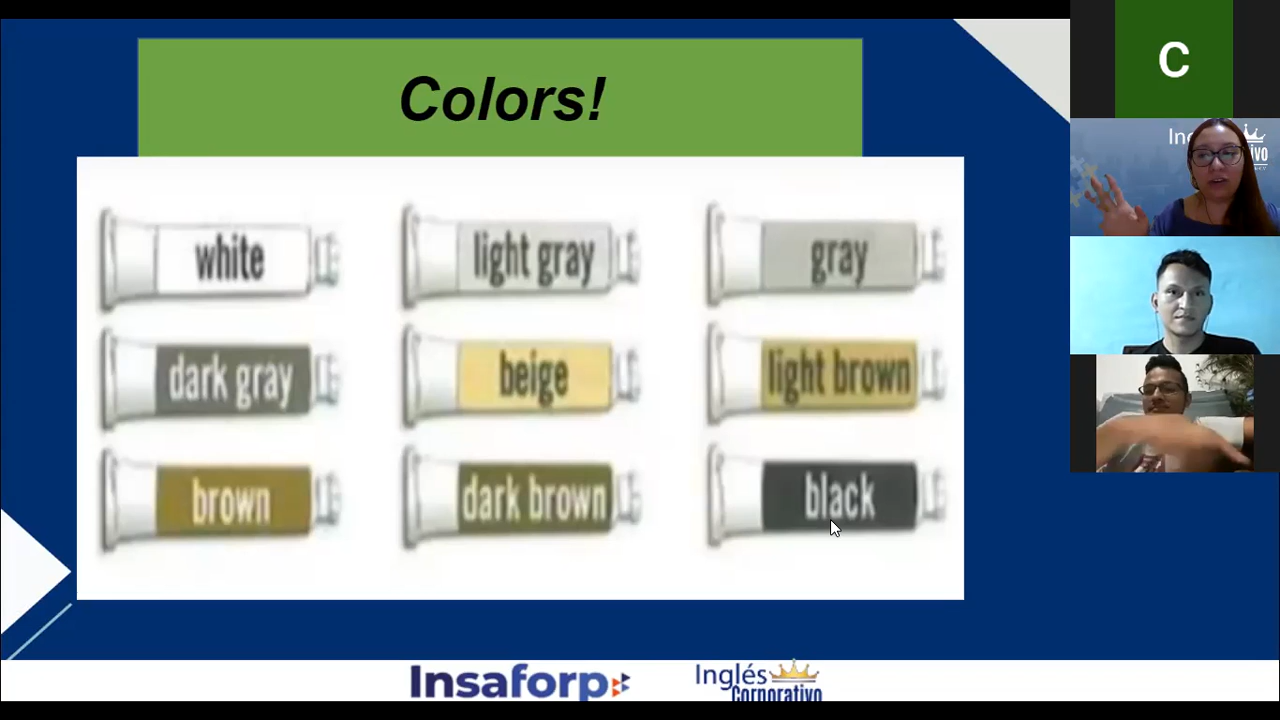 Colors!
white
light gray
gray
dark gray
beige
light brown
brown
dark brown
black
Insaforp
Inglés
Corporativo
C